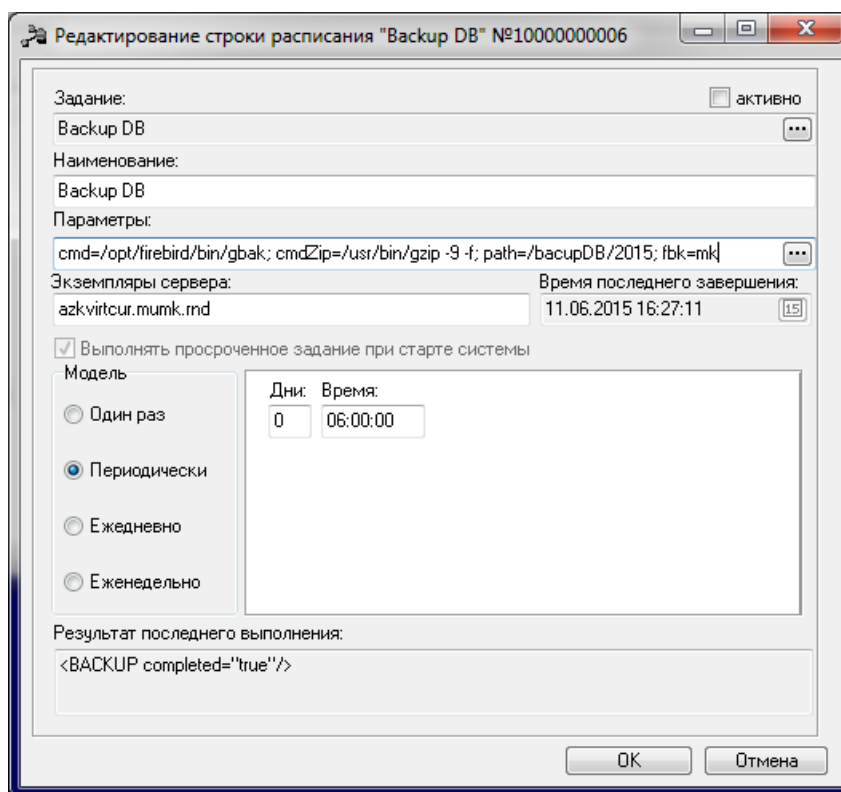 Редактирование строки расписания "Backup DB" №10000000006
Задание:
активно
Backup DB
...
Наименование:
Backup DB
Параметры:
cmd=/opt/firebird/bin/gbak; cmdZip=/usr/bin/gzip -9 -f; path=/bacupDB/2015; fbk=mk
...
Экземпляры сервера:
Время последнего завершения:
azkvirtcur.mumk.rnd
11.06.2015 16:27:11
15
Выполнять просроченное задание при старте системы
Модель
Дни: Время:
Один раз
0 06:00:00
Периодически
Ежедневно
Еженедельно
Результат последнего выполнения:
<BACKUP completed="true"/>
OK
Отмена